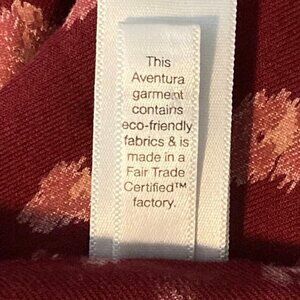 This
Aventura
garment
contains
eco-friendly
fabrics & is
made in a
Fair Trade
Certified™
factory.